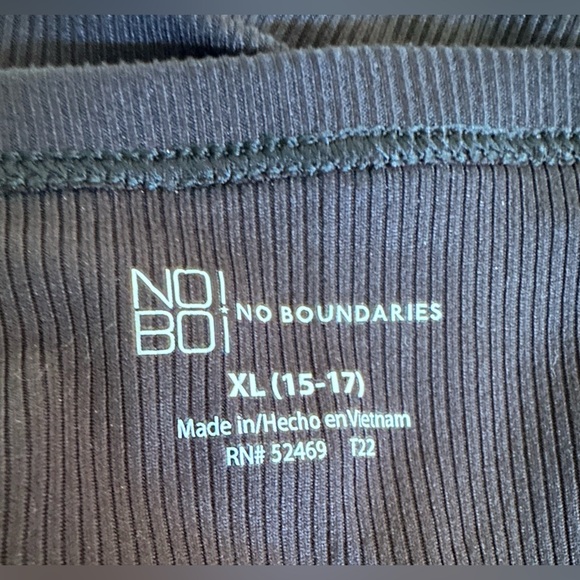 NO!
BO!
NO BOUNDARIES
XL (15-17)
Made in/Hecho en Vietnam
RN# 52469 T22